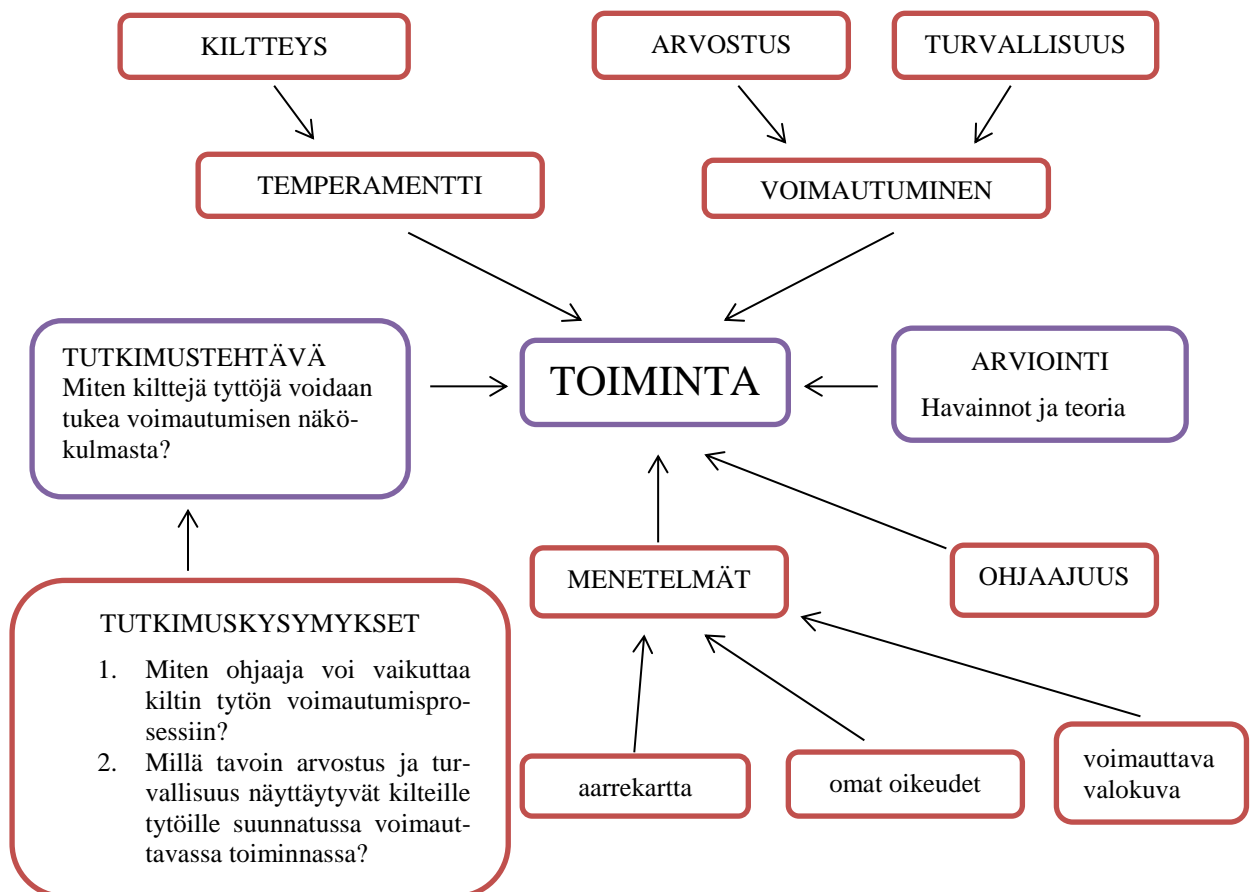 KILTTEYS
ARVOSTUS
TURVALLISUUS
TEMPERAMENTTI
VOIMAUTUMINEN
TUTKIMUSTEHTÄVÄ
Miten kilttejä tyttöjä voidaan
tukea voimautumisen näkö-
kulmasta?
TOIMINTA
ARVIOINTI
Havainnot ja teoria
MENETELMÄT
OHJAAJUUS
TUTKIMUSKYSYMYKSET
1. Miten ohjaaja voi vaikuttaa
kiltin tytön voimautumispro-
sessiin?
2. Millä tavoin arvostus ja tur-
vallisuus näyttäytyvät kilteille
tytöille suunnatussa voimaut-
tavassa toiminnassa?
aarrekartta
omat oikeudet
voimauttava
valokuva